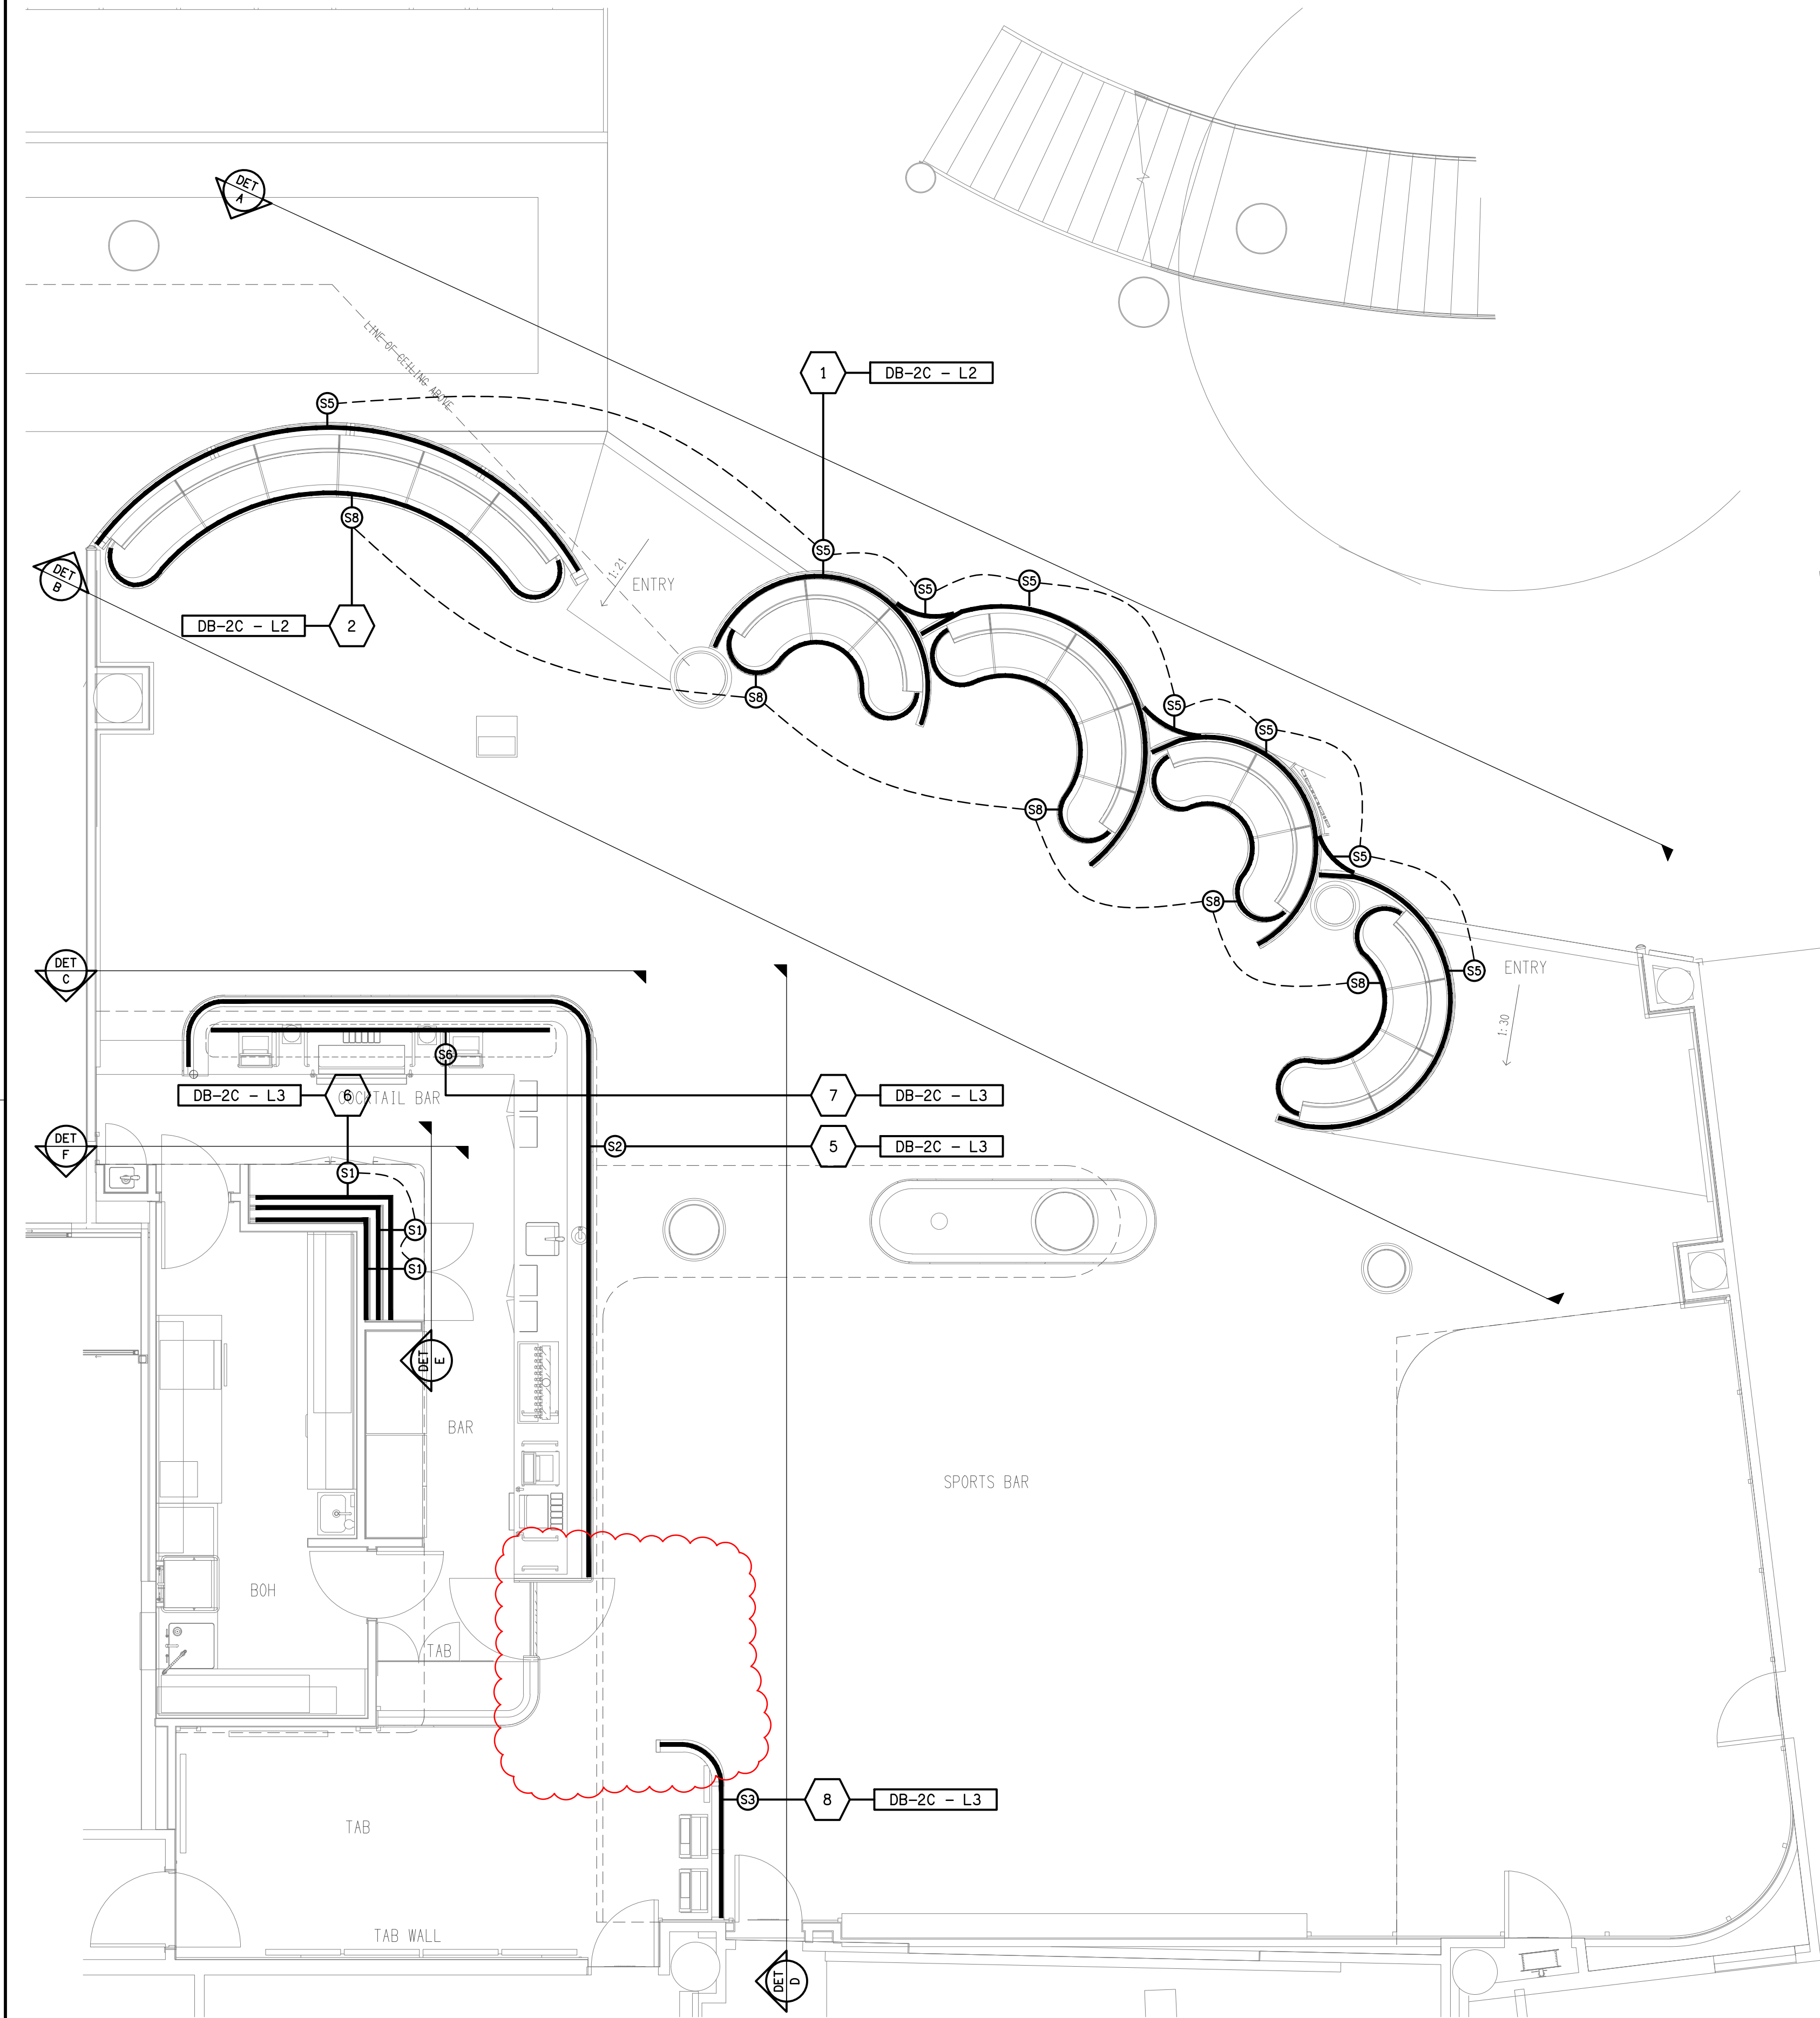 DET
A
LINE OF CEILING ABOVE
1
DB-2C - L2
S5
S5
S8
DET
B
1:21
ENTRY
S5
S5
DB-2C - L2
2
S8
S5
S5
S8
S5
S8
DET
C
S5
ENTRY
S8
1:30
S6
DB-2C - L3
6
COCKTAIL BAR
7
DB-2C - L3
DET
F
S2
5
DB-2C - L3
S1
S1
S1
DET
E
BAR
SPORTS BAR
BOH
TAB
S3
8
DB-2C - L3
TAB
TAB WALL
DET
D